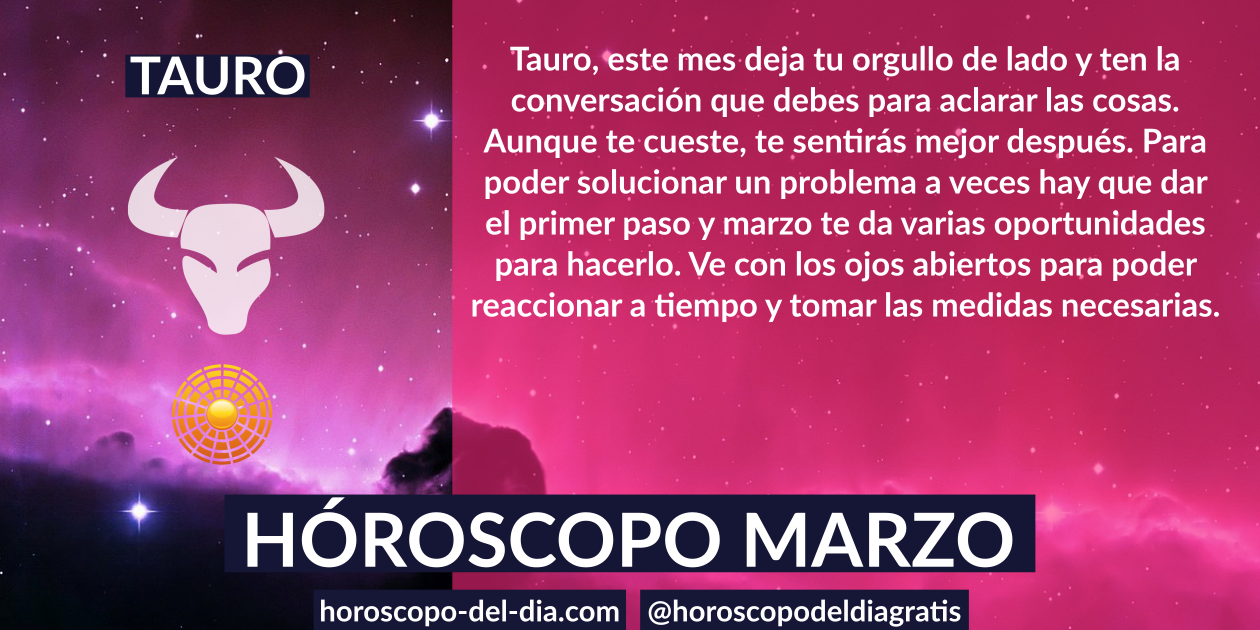 TAURO
Tauro, este mes deja tu orgullo de lado y ten la
conversación que debes para aclarar las cosas.
Aunque te cueste, te sentirás mejor después. Para
poder solucionar un problema a veces hay que dar
el primer paso y marzo te da varias oportunidades
para hacerlo. Ve con los ojos abiertos para poder
reaccionar a tiempo y tomar las medidas necesarias.
HÓROSCOPO MARZO
horoscopo-del-dia.com
@horoscopodeldiagratis